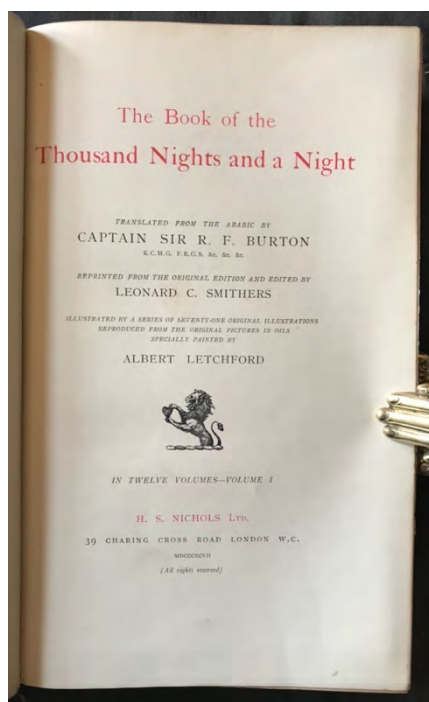 The Book of the
Thousand Nights and a Night
TRANSLATED FROM THE ARABIC BY
CAPTAIN SIR R. F. BURTON
K.C.M.G. F.R.G.S. &c. &c. &c.
REPRINTED FROM THE ORIGINAL EDITION AND EDITED BY
LEONARD C. SMITHERS
ILLUSTRATED BY A SERIES OF SEVENTY-ONE ORIGINAL ILLUSTRATIONS
REPRODUCED FROM THE ORIGINAL PICTURES IN OILS
SPECIALLY PAINTED BY
ALBERT LETCHFORD
IN TWELVE VOLUMES—VOLUME I
H. S. NICHOLS LTD.
39 CHARING CROSS ROAD LONDON W.C.
MDCCCXCVII
(All rights reserved)